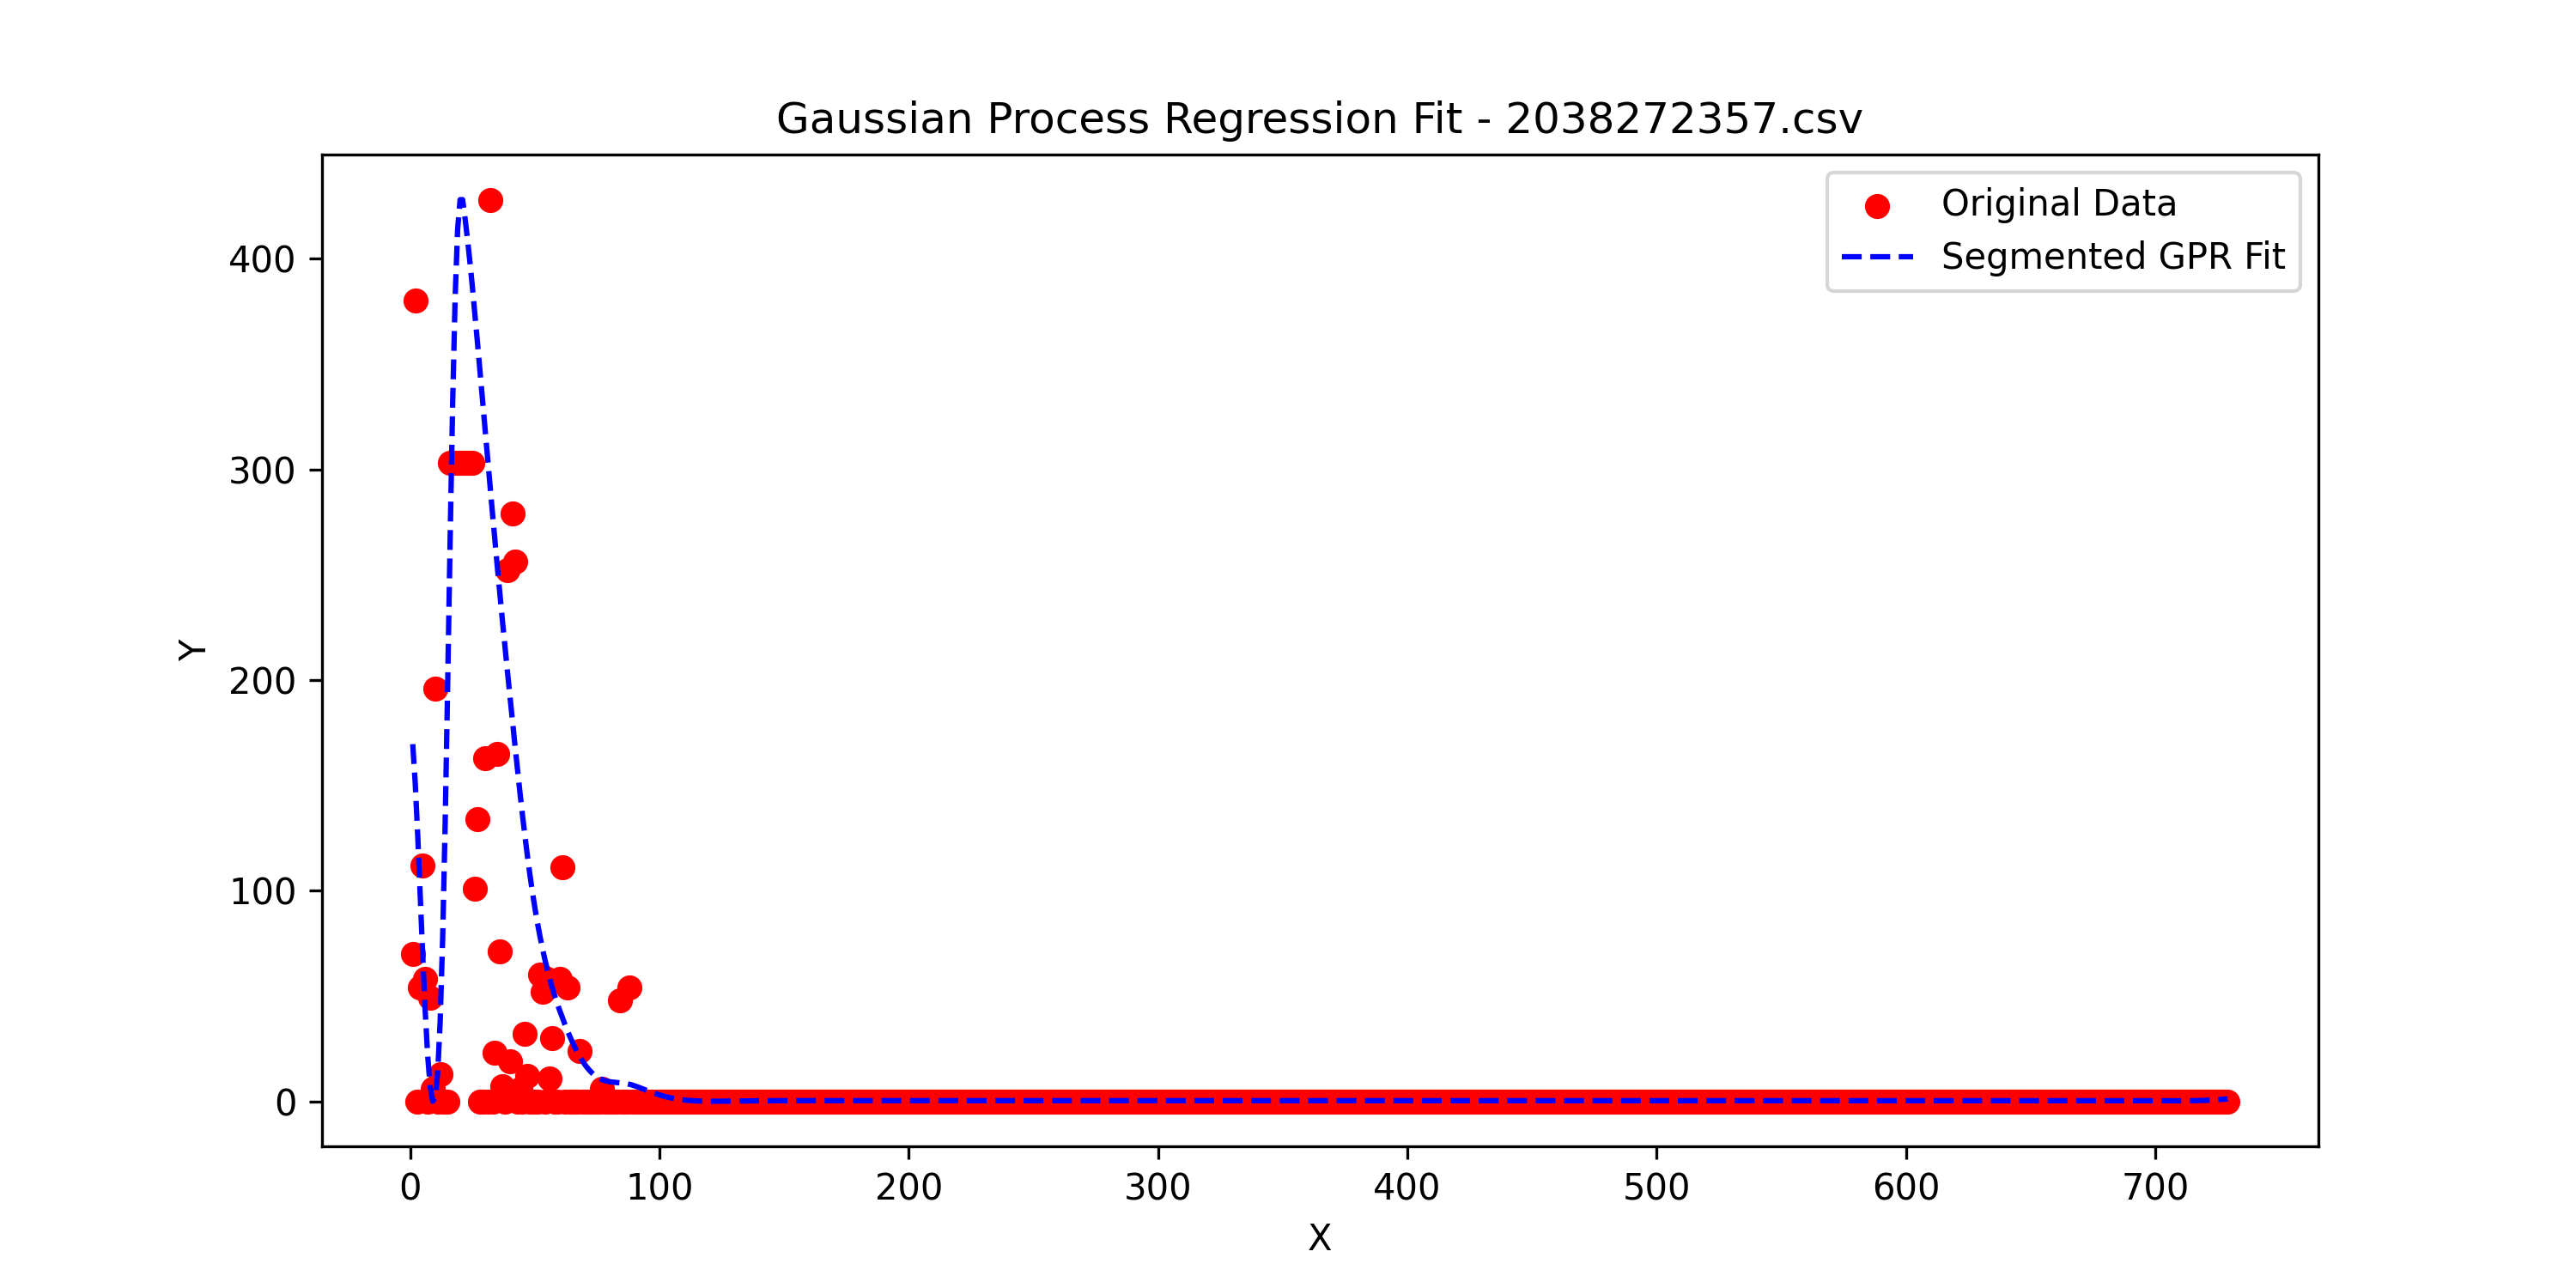 Gaussian Process Regression Fit - 2038272357.csv
Original Data
Segmented GPR Fit
400
300
200
100
0
Y
0 100 200 300 400 500 600 700
X